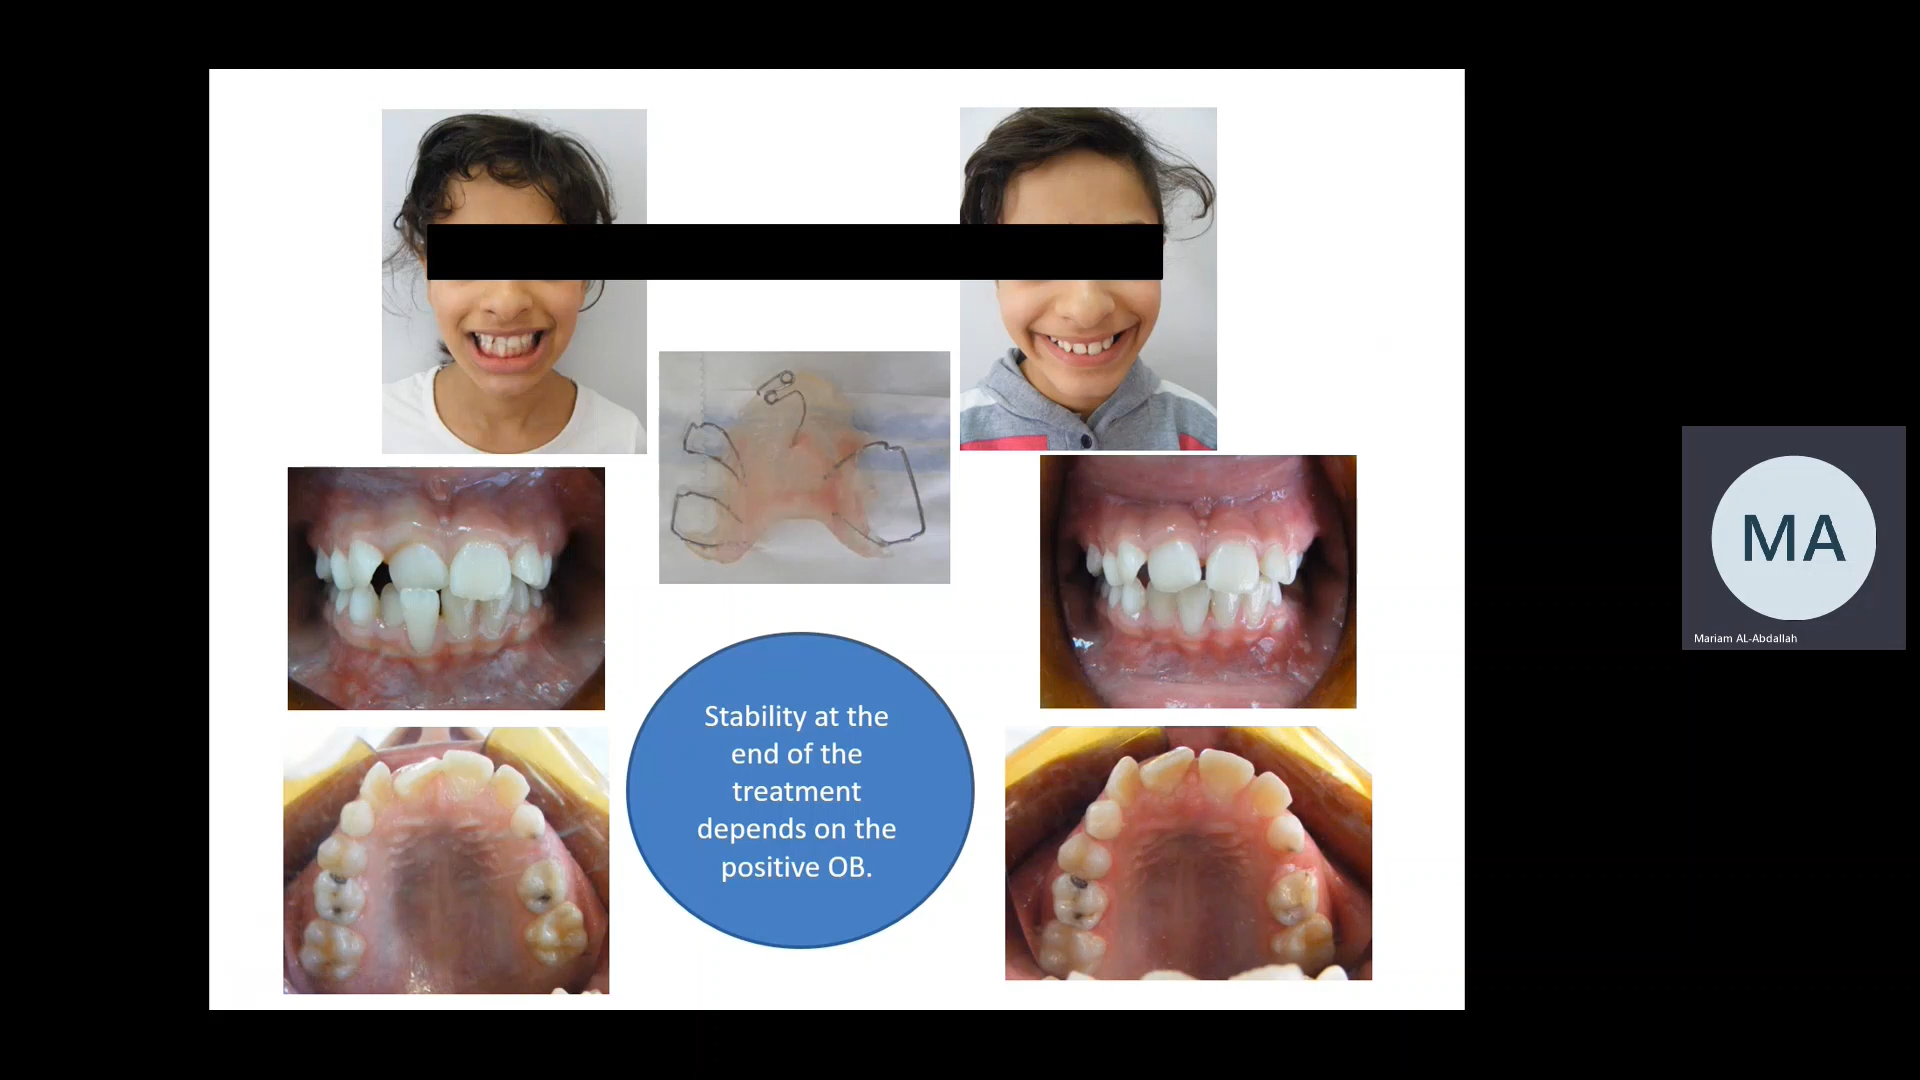 Stability at the
end of the
treatment
depends on the
positive OB.
MA
Mariam AL-Abdallah